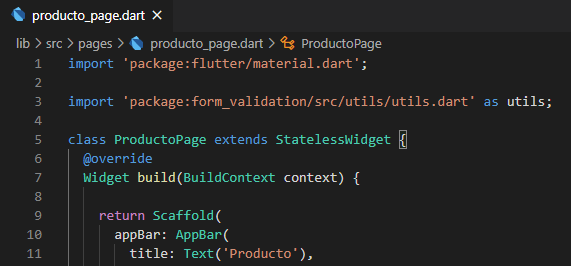 producto_page.dart ×
lib > src > pages > producto_page.dart > ProductoPage
1 import 'package:flutter/material.dart';
2
3 import 'package:form_validation/src/utils/utils.dart' as utils;
4
5 class ProductoPage extends StatelessWidget {
6 @override
7 Widget build(BuildContext context) {
8
9 return Scaffold(
10 appBar: AppBar(
11 title: Text('Producto'),